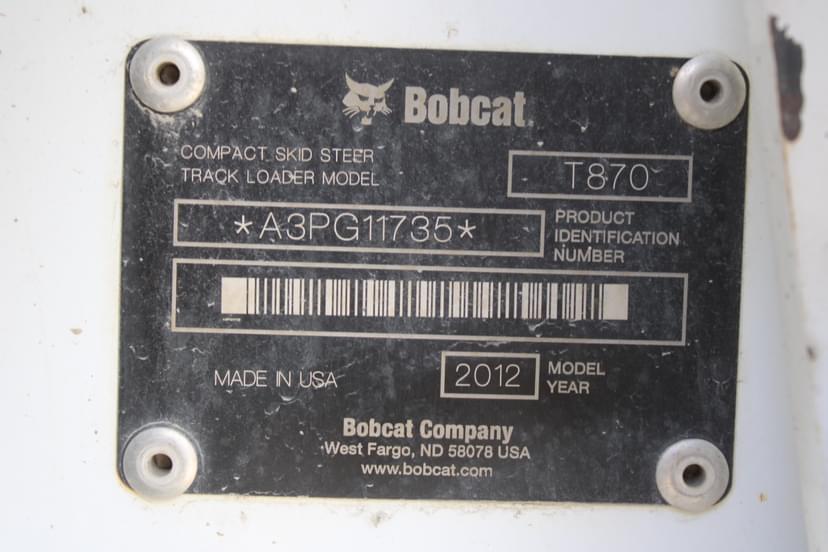 Bobcat
COMPACT SKID STEER
TRACK LOADER MODEL
T870
*A3PG11735*
PRODUCT
IDENTIFICATION
NUMBER
MADE IN USA
2012
MODEL
YEAR
Bobcat Company
West Fargo, ND 58078 USA
www.bobcat.com